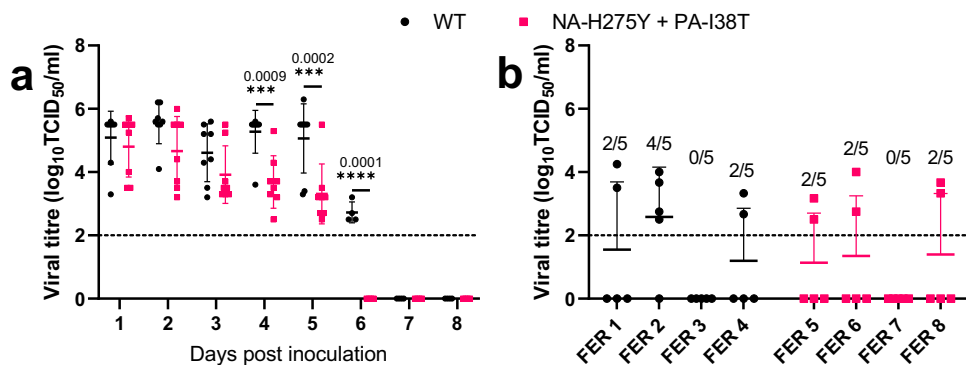 WT NA-H275Y + PA-I38T
a
Viral titre (log10TCID50/ml)
8
6
4
2
0
0.0009
***
0.0002
***
0.0001
****
1 2 3 4 5 6 7 8
Days post inoculation
b
Viral titre (log10TCID50/ml)
8
6
4
2
0
2/5 4/5 0/5 2/5 2/5 2/5 0/5 2/5
FER 1 FER 2 FER 3 FER 4 FER 5 FER 6 FER 7 FER 8